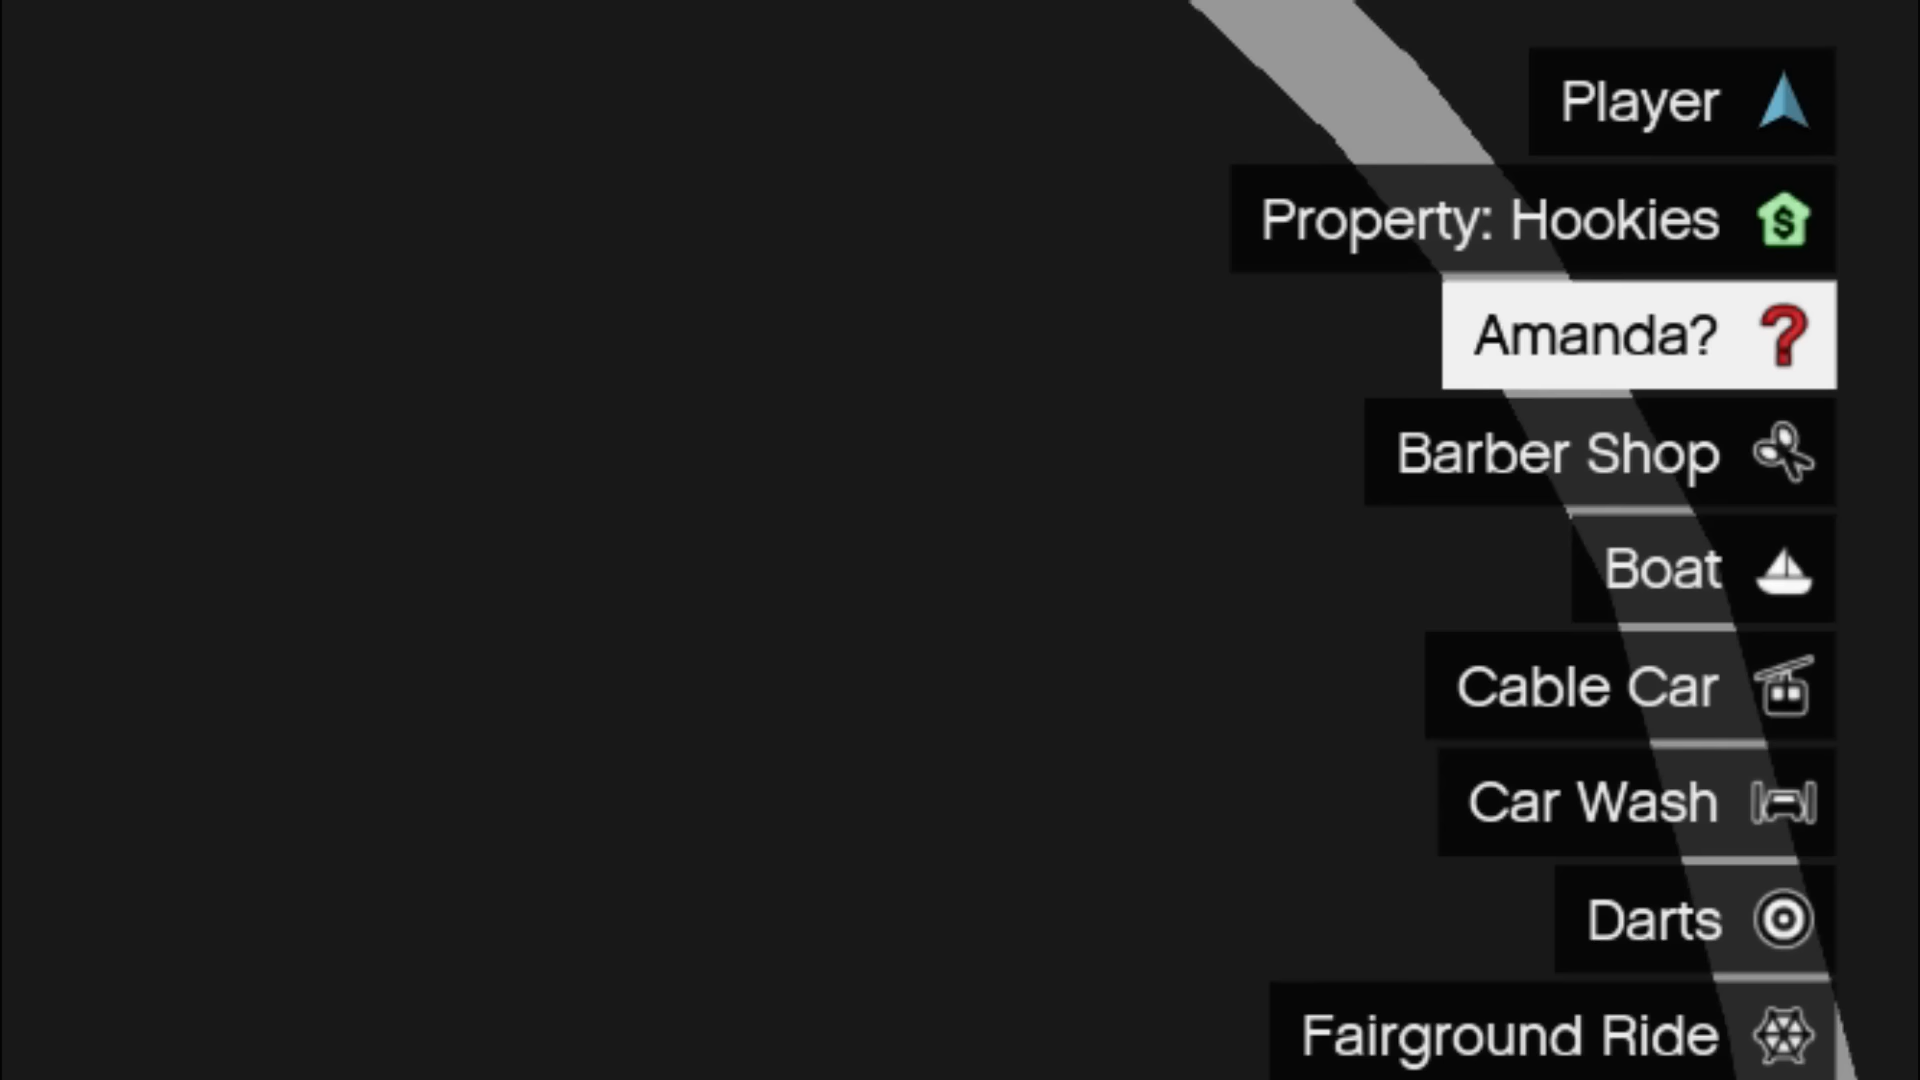 Player
Property: Hookies
Amanda?
Barber Shop
Boat
Cable Car
Car Wash
Darts
Fairground Ride